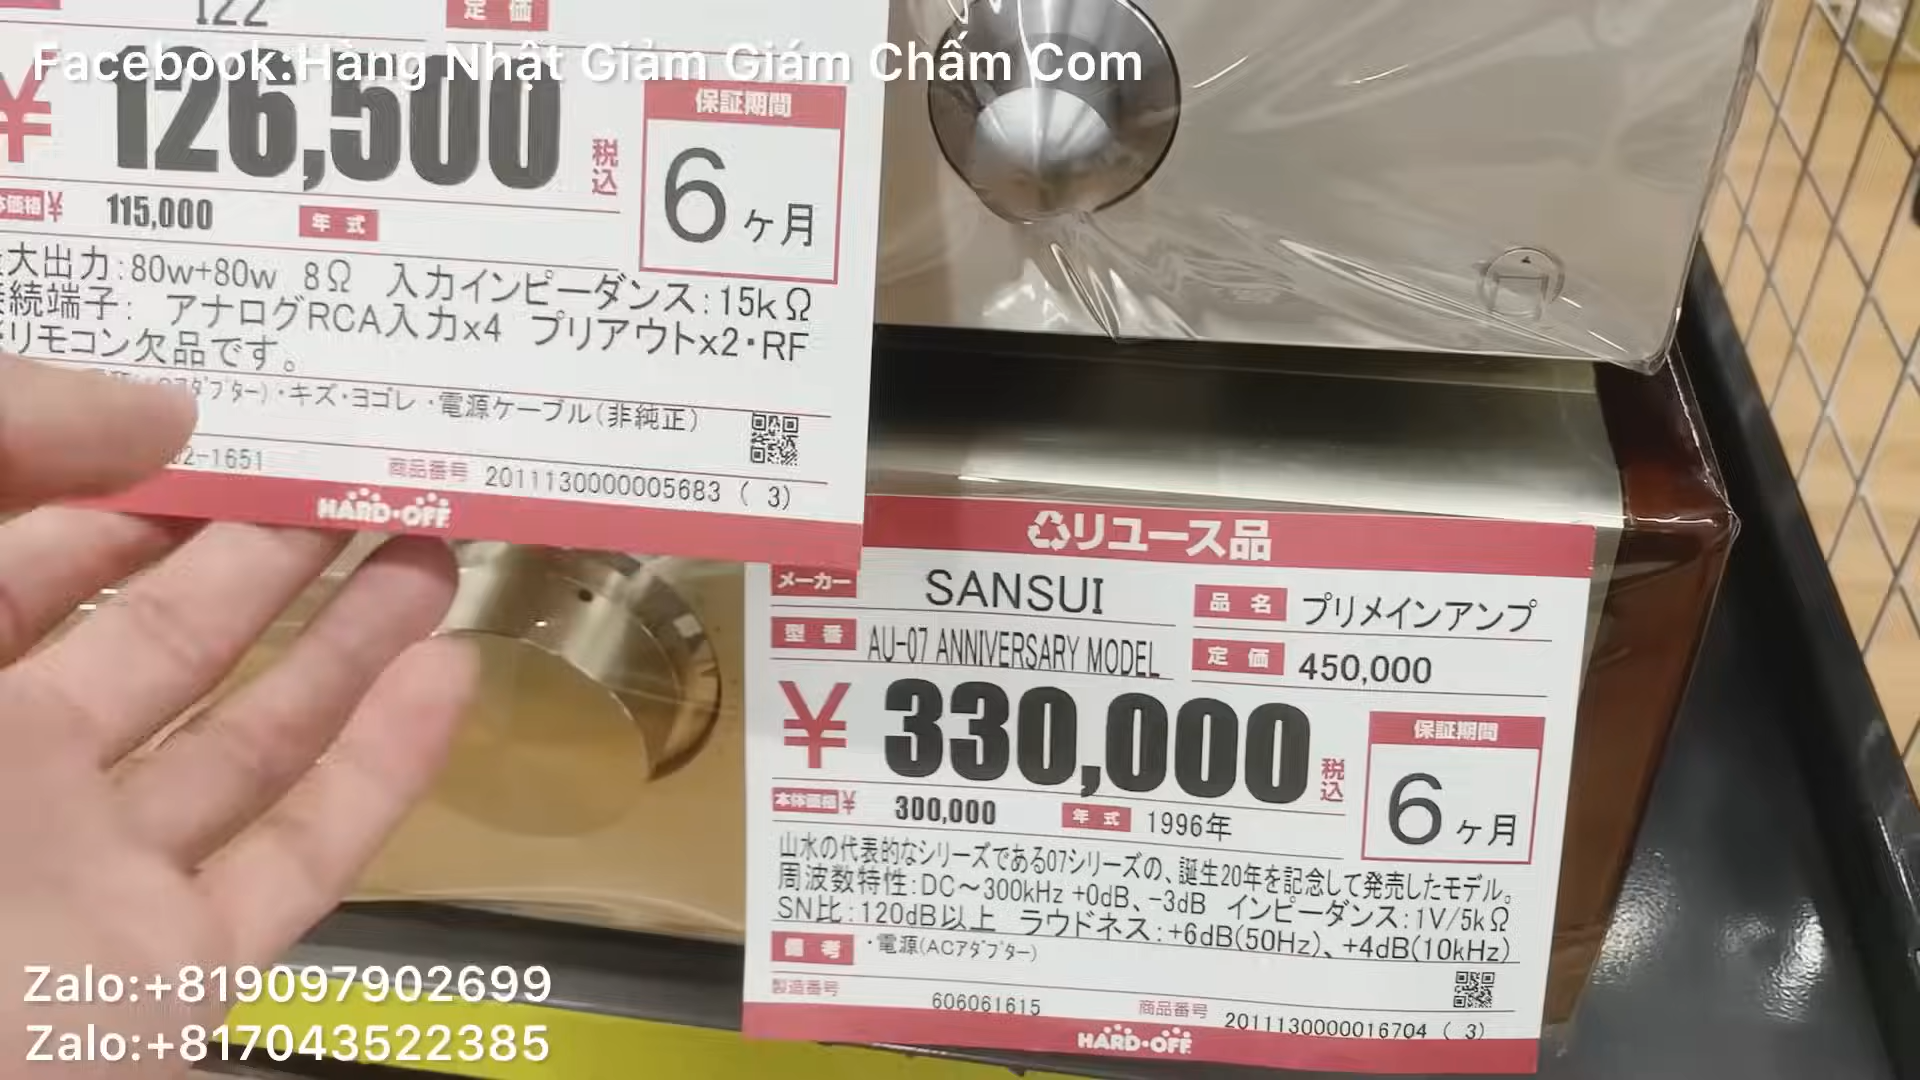 Facebook:Hàng Nhật Giảm Giám Chấm Com
122
定価
¥126,500
税込
保証期間
6ヶ月
体価格¥ 115,000
年式
大出力:80w+80w 8Ω 入力インピーダンス:15kΩ
続端子: アナログRCA入力x4 プリアウトx2・RF
リモコン欠品です。
ダプター)・キズ・ヨゴレ ・電源ケーブル(非純正)
02-1651
商品番号 2011130000005683 ( 3)
HARD・OFF
リユース品
メーカー SANSUI
品名 プリメインアンプ
型番 AU-07 ANNIVERSARY MODEL
定価 450,000
¥330,000
税込
保証期間
6ヶ月
本体価格¥ 300,000
年式 1996年
山水の代表的なシリーズである07シリーズの、誕生20年を記念して発売したモデル。
周波数特性:DC〜300kHz +0dB、-3dB インピーダンス:1V/5kΩ
SN比:120dB以上 ラウドネス:+6dB(50Hz)、+4dB(10kHz)
備考 ・電源(ACアダプター)
製造番号 606061615
商品番号 2011130000016704 ( 3)
HARD・OFF
Zalo:+819097902699
Zalo:+817043522385